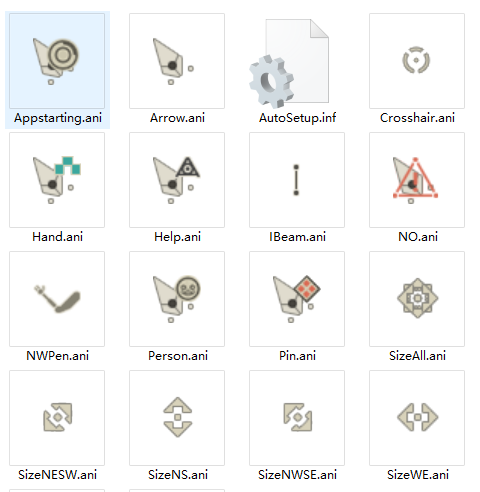 Appstarting.ani
Arrow.ani
AutoSetup.inf
Crosshair.ani
Hand.ani
Help.ani
IBeam.ani
NO.ani
NWPen.ani
Person.ani
Pin.ani
SizeAll.ani
SizeNESW.ani
SizeNS.ani
SizeNWSE.ani
SizeWE.ani